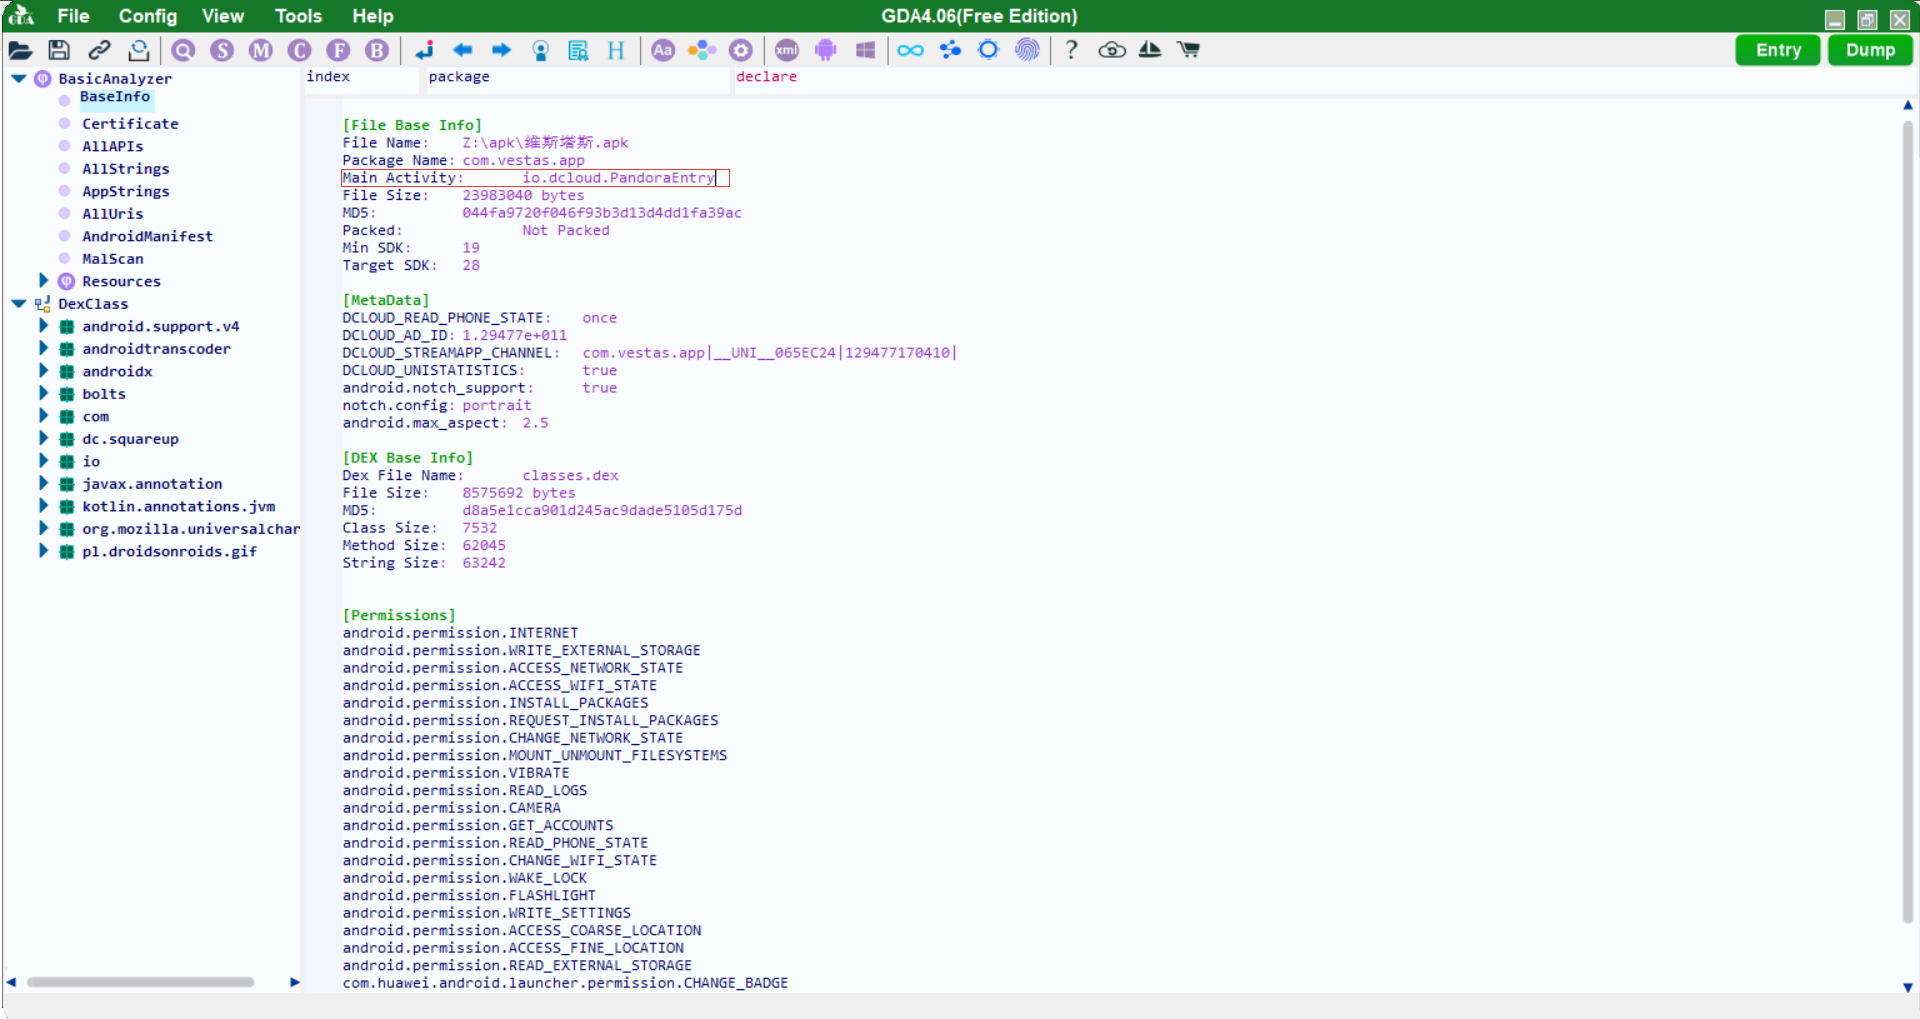 GDA
File Config View Tools Help
GDA4.06(Free Edition)
Q S M C F B H Aa xml ? Entry Dump
BasicAnalyzer
BaseInfo
Certificate
AllAPIs
AllStrings
AppStrings
AllUris
AndroidManifest
MalScan
Resources
DexClass
android.support.v4
androidtranscoder
androidx
bolts
com
dc.squareup
io
javax.annotation
kotlin.annotations.jvm
org.mozilla.universalchar
pl.droidsonroids.gif
index package declare
[File Base Info]
File Name: Z:\apk\维斯塔斯.apk
Package Name: com.vestas.app
Main Activity: io.dcloud.PandoraEntry
File Size: 23983040 bytes
MD5: 044fa9720f046f93b3d13d4dd1fa39ac
Packed: Not Packed
Min SDK: 19
Target SDK: 28
[MetaData]
DCLOUD_READ_PHONE_STATE: once
DCLOUD_AD_ID: 1.29477e+011
DCLOUD_STREAMAPP_CHANNEL: com.vestas.app|__UNI__065EC24|129477170410|
DCLOUD_UNISTATISTICS: true
android.notch_support: true
notch.config: portrait
android.max_aspect: 2.5
[DEX Base Info]
Dex File Name: classes.dex
File Size: 8575692 bytes
MD5: d8a5e1cca901d245ac9dade5105d175d
Class Size: 7532
Method Size: 62045
String Size: 63242
[Permissions]
android.permission.INTERNET
android.permission.WRITE_EXTERNAL_STORAGE
android.permission.ACCESS_NETWORK_STATE
android.permission.ACCESS_WIFI_STATE
android.permission.INSTALL_PACKAGES
android.permission.REQUEST_INSTALL_PACKAGES
android.permission.CHANGE_NETWORK_STATE
android.permission.MOUNT_UNMOUNT_FILESYSTEMS
android.permission.VIBRATE
android.permission.READ_LOGS
android.permission.CAMERA
android.permission.GET_ACCOUNTS
android.permission.READ_PHONE_STATE
android.permission.CHANGE_WIFI_STATE
android.permission.WAKE_LOCK
android.permission.FLASHLIGHT
android.permission.WRITE_SETTINGS
android.permission.ACCESS_COARSE_LOCATION
android.permission.ACCESS_FINE_LOCATION
android.permission.READ_EXTERNAL_STORAGE
com.huawei.android.launcher.permission.CHANGE_BADGE